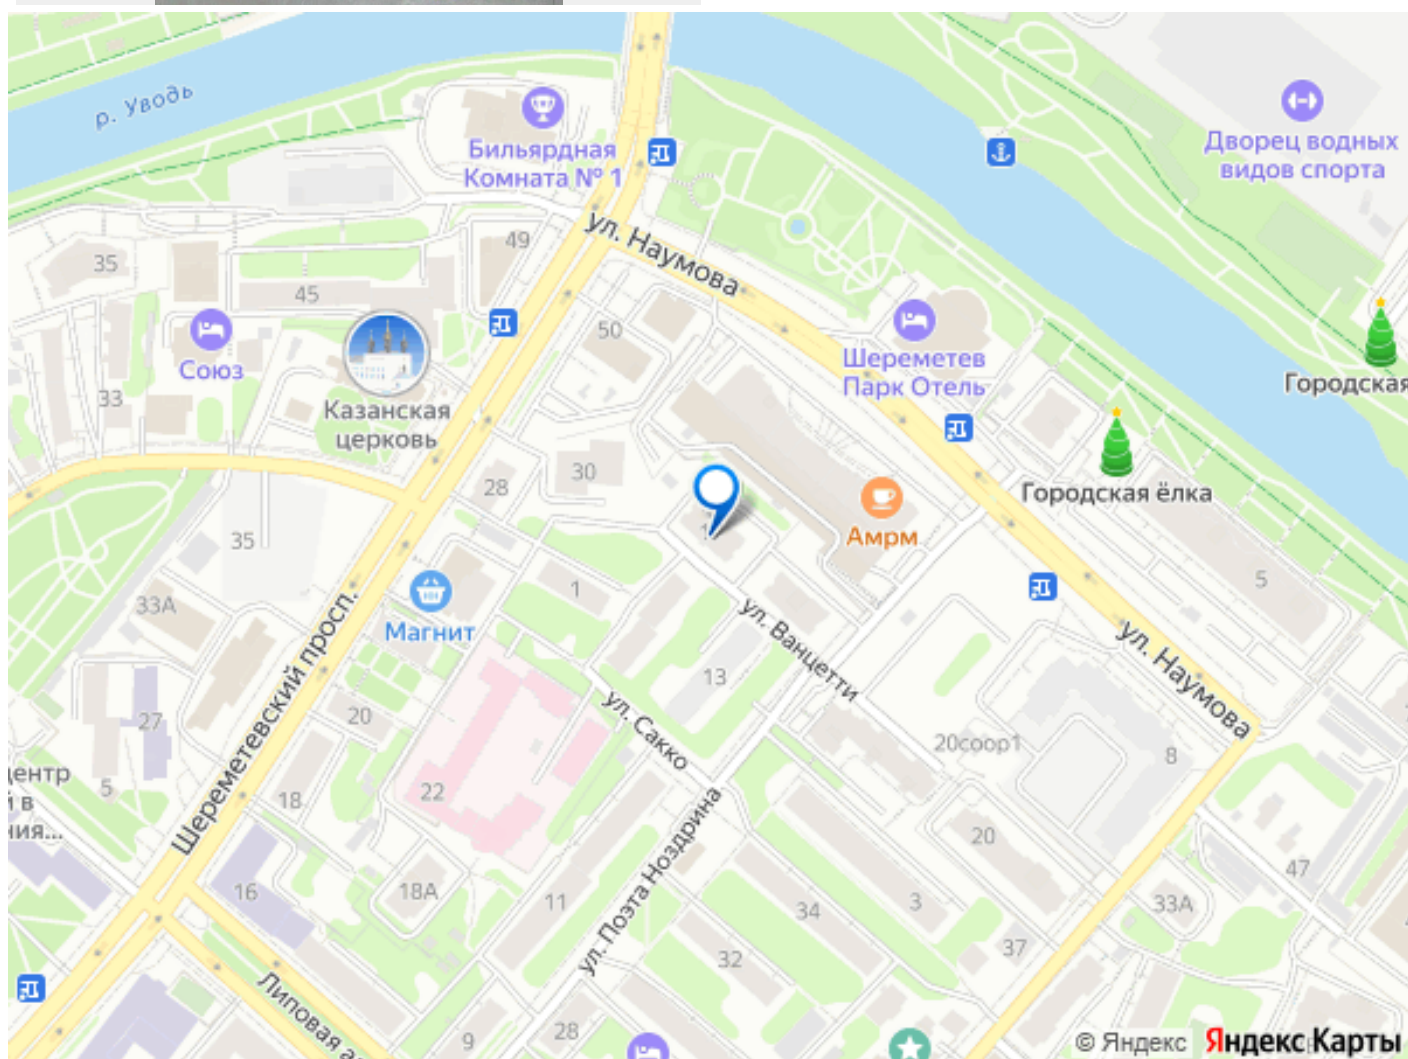 р. Уводь
Бильярдная
Комната № 1
Дворец водных
видов спорта
ул. Наумова
49
35
45
50
Союз
Шереметев
Парк Отель
Городская
33
Казанская
церковь
30
28
Городская ёлка
Амрм
35
1
5
33А
Магнит
ул. Ванцетти
ул. Наумова
13
Шереметевский просп.
20
27
ул. Сакко
20соор1
8
центр
й в
ния...
5
22
18
20
47
16
18А
11
ул. Поэта Ноздрина
34
3
33А
37
32
Липовая
28
9
© Яндекс
Яндекс Карты